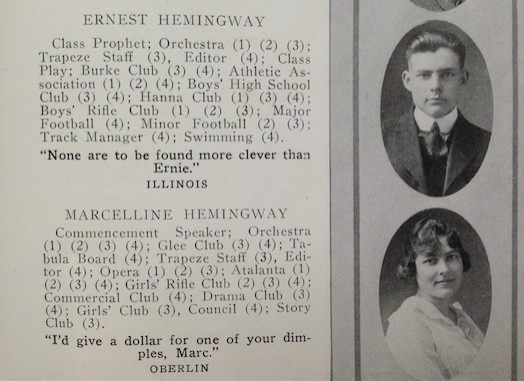 ERNEST HEMINGWAY
Class Prophet; Orchestra (1) (2) (3);
Trapeze Staff (3), Editor (4); Class
Play; Burke Club (3) (4); Athletic As-
sociation (1) (2) (4); Boys' High School
Club (3) (4); Hanna Club (1) (3) (4);
Boys' Rifle Club (1) (2) (3); Major
Football (4); Minor Football (2) (3);
Track Manager (4); Swimming (4).
"None are to be found more clever than
Ernie."
ILLINOIS
MARCELLINE HEMINGWAY
Commencement Speaker; Orchestra
(1) (2) (3) (4); Glee Club (3) (4); Ta-
bula Board (4); Trapeze Staff (3), Edi-
tor (4); Opera (1) (2) (3); Atalanta (1)
(2) (3) (4); Girls' Rifle Club (2) (3) (4);
Commercial Club (4); Drama Club (3)
(4); Girls' Club (3), Council (4); Story
Club (3).
"I'd give a dollar for one of your dim-
ples, Marc."
OBERLIN